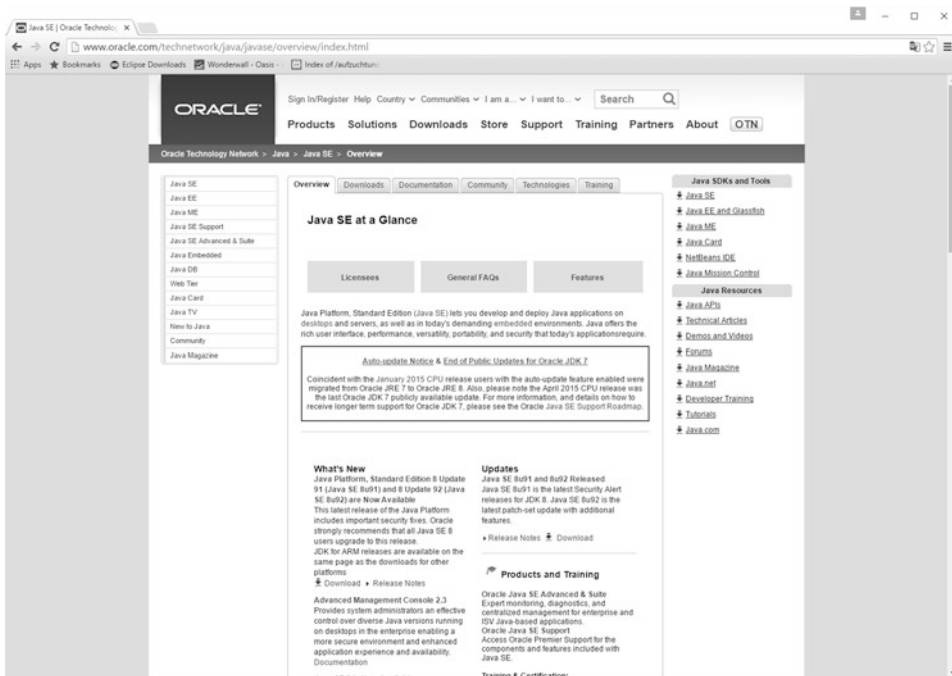 Java SE | Oracle Technolo
www.oracle.com/technetwork/java/javase/overview/index.html
Apps Bookmarks Eclipse Downloads Wonderwall - Oasis - Index of /aufzuchtun
ORACLE
Sign In/Register Help Country Communities I am a... I want to... Search
Products Solutions Downloads Store Support Training Partners About OTN
Oracle Technology Network > Java > Java SE > Overview
Java SE
Java EE
Java ME
Java SE Support
Java SE Advanced & Suite
Java Embedded
Java DB
Web Tier
Java Card
Java TV
New to Java
Community
Java Magazine
Overview Downloads Documentation Community Technologies Training
Java SE at a Glance
Licensees General FAQs Features
Java Platform, Standard Edition (Java SE) lets you develop and deploy Java applications on
desktops and servers, as well as in today's demanding embedded environments. Java offers the
rich user interface, performance, versatility, portability, and security that today's applicationsrequire.
Auto-update Notice & End of Public Updates for Oracle JDK 7
Coincident with the January 2015 CPU release users with the auto-update feature enabled were
migrated from Oracle JRE 7 to Oracle JRE 8. Also, please note the April 2015 CPU release was
the last Oracle JDK 7 publicly available update. For more information, and details on how to
receive longer term support for Oracle JDK 7, please see the Oracle Java SE Support Roadmap.
What's New
Java Platform, Standard Edition 8 Update
91 (Java SE 8u91) and 8 Update 92 (Java
SE 8u92) are Now Available
This latest release of the Java Platform
includes important security fixes. Oracle
strongly recommends that all Java SE 8
users upgrade to this release.
JDK for ARM releases are available on the
same page as the downloads for other
platforms
Download Release Notes
Advanced Management Console 2.3
Provides system administrators an effective
control over diverse Java versions running
on desktops in the enterprise enabling a
more secure environment and enhanced
application experience and availability.
Documentation
Updates
Java SE 8u91 and 8u92 Released
Java SE 8u91 is the latest Security Alert
releases for JDK 8. Java SE 8u92 is the
latest patch-set update with additional
features.
Release Notes Download
Products and Training
Oracle Java SE Advanced & Suite
Expert monitoring, diagnostics, and
centralized management for enterprise and
ISV Java-based applications.
Oracle Java SE Support
Access Oracle Premier Support for the
components and features included with
Java SE.
Training & Certification:
Java SDKs and Tools
Java SE
Java EE and Glassfish
Java ME
Java Card
NetBeans IDE
Java Mission Control
Java Resources
Java APIs
Technical Articles
Demos and Videos
Forums
Java Magazine
Java.net
Developer Training
Tutorials
Java.com